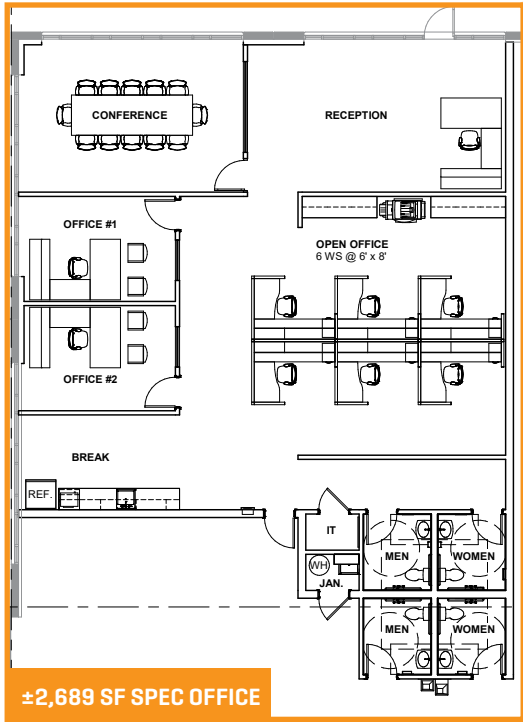 CONFERENCE
RECEPTION
OFFICE #1
OPEN OFFICE
6 WS @ 6' x 8'
OFFICE #2
BREAK
REF.
IT
MEN
WOMEN
WH
JAN.
MEN
WOMEN
±2,689 SF SPEC OFFICE